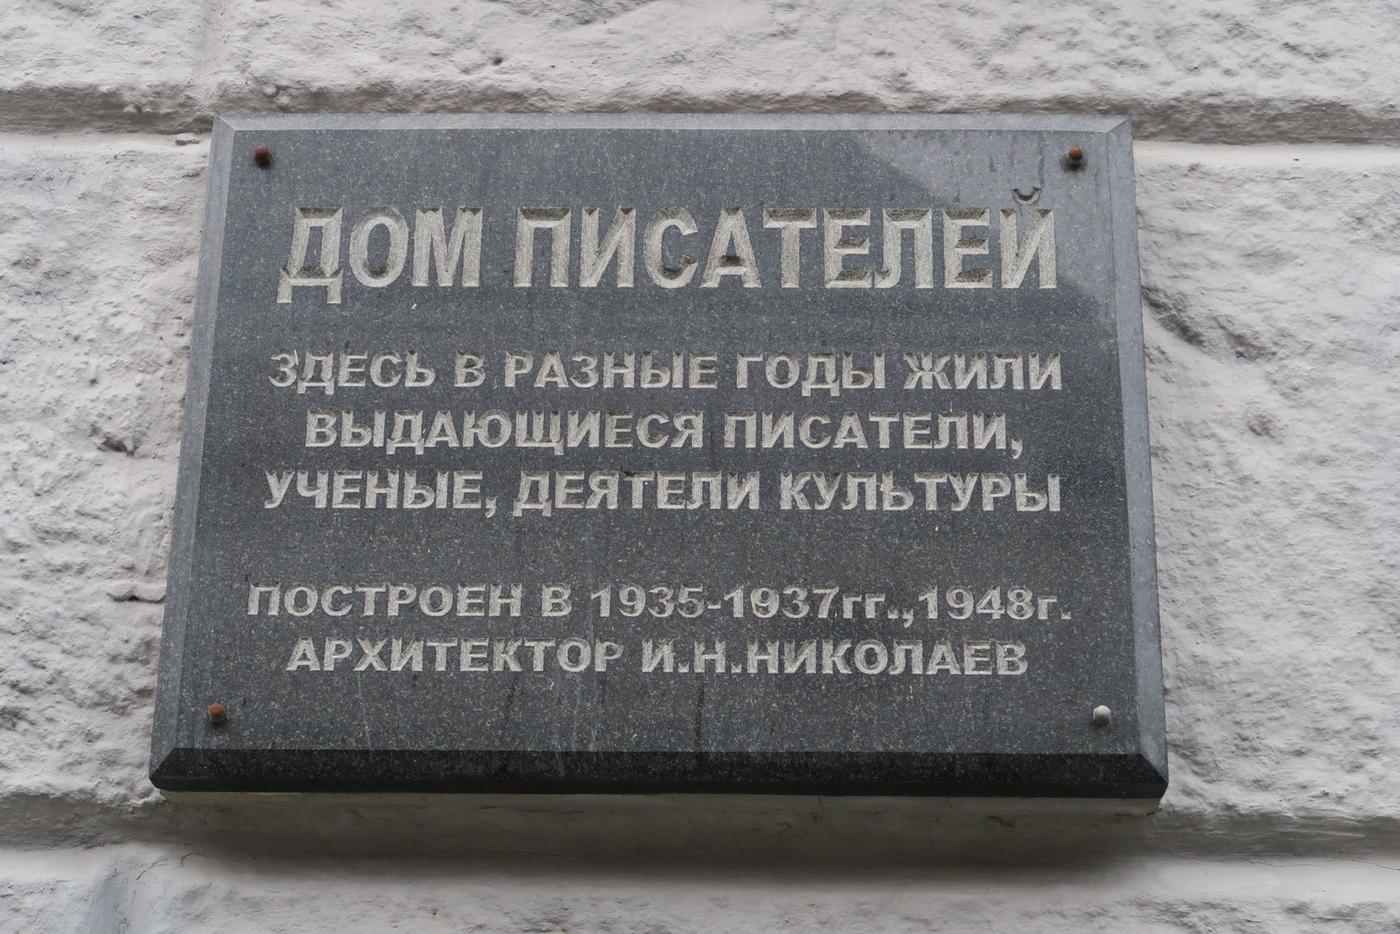 ДОМ ПИСАТЕЛЕЙ
ЗДЕСЬ В РАЗНЫЕ ГОДЫ ЖИЛИ
ВЫДАЮЩИЕСЯ ПИСАТЕЛИ,
УЧЕНЫЕ, ДЕЯТЕЛИ КУЛЬТУРЫ
ПОСТРОЕН В 1935-1937гг.,1948г.
АРХИТЕКТОР И.Н.НИКОЛАЕВ